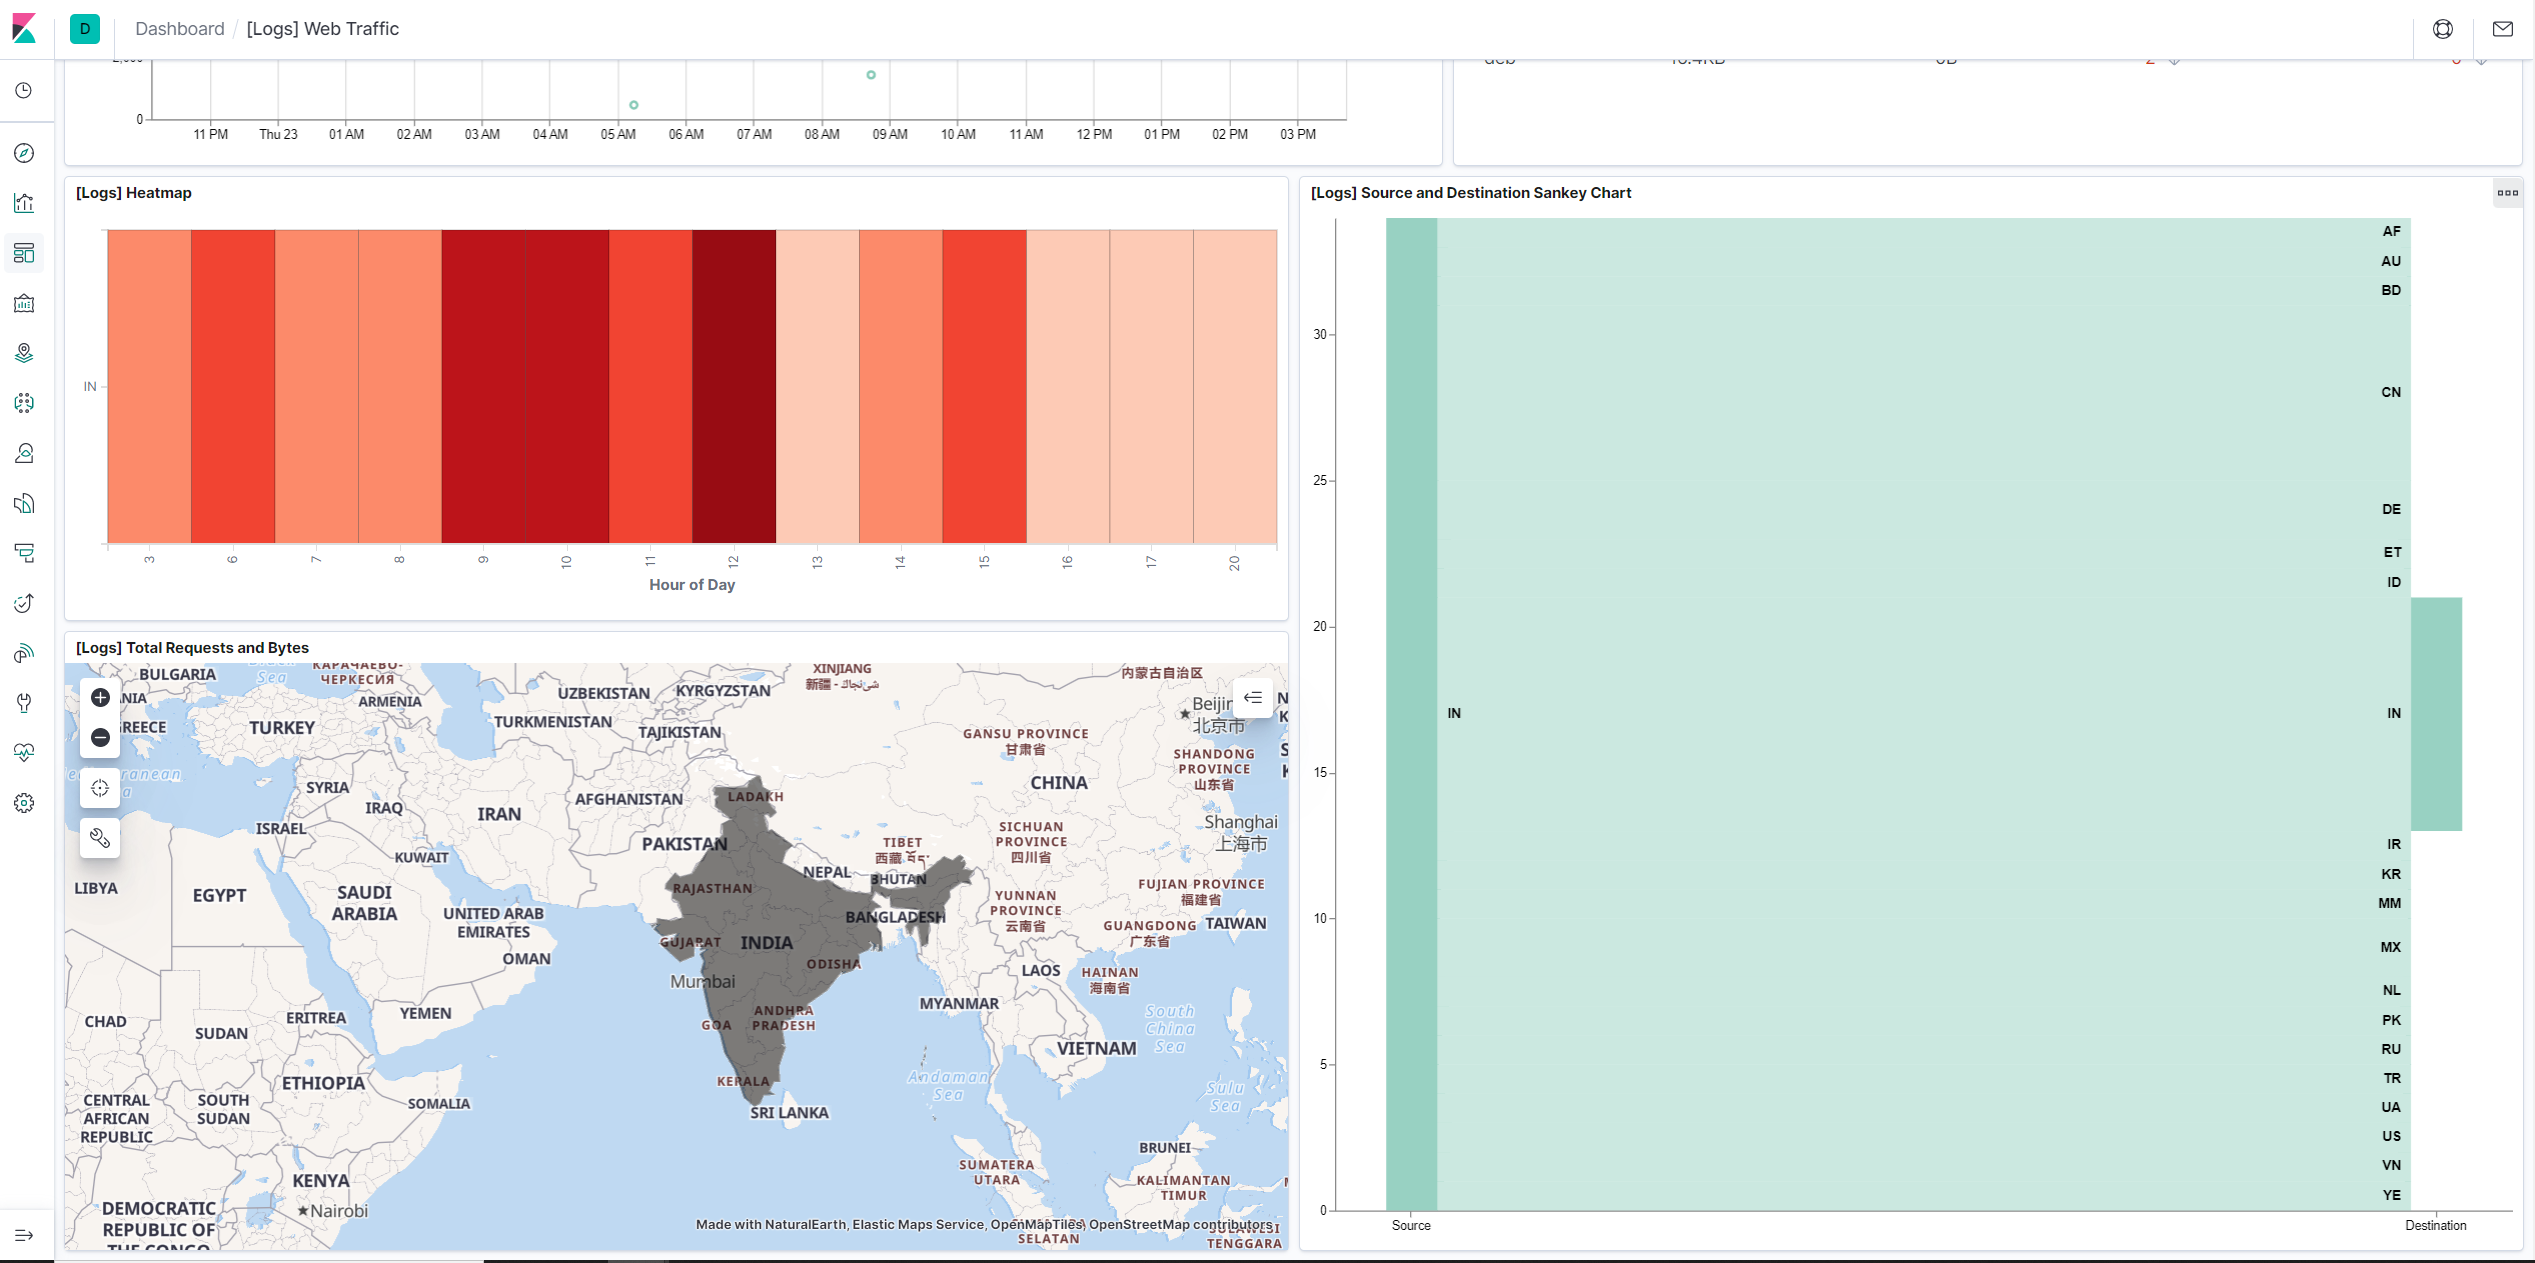 D
Dashboard / [Logs] Web Traffic
0
11 PM Thu 23 01 AM 02 AM 03 AM 04 AM 05 AM 06 AM 07 AM 08 AM 09 AM 10 AM 11 AM 12 PM 01 PM 02 PM 03 PM
[Logs] Heatmap
IN
3 6 7 8 9 10 11 12 13 14 15 16 17 20
Hour of Day
[Logs] Total Requests and Bytes
BULGARIA
Sea
КАРАЧАЕВО-
ЧЕРКЕСИЯ
ARMENIA
TURKEY
UZBEKISTAN
KYRGYZSTAN
TURKMENISTAN
TAJIKISTAN
XINJIANG
新疆
内蒙古自治区
北京市
GANSU PROVINCE
甘肃省
SHANDONG
PROVINCE
山东省
CHINA
SYRIA
IRAQ
IRAN
AFGHANISTAN
LADAKH
ISRAEL
KUWAIT
PAKISTAN
TIBET
西藏
SICHUAN
PROVINCE
四川省
Shanghai
上海市
LIBYA
EGYPT
SAUDI
ARABIA
UNITED ARAB
EMIRATES
OMAN
RAJASTHAN
NEPAL
BHUTAN
BANGLADESH
YUNNAN
PROVINCE
云南省
FUJIAN PROVINCE
福建省
GUANGDONG
广东省
TAIWAN
GUJARAT
INDIA
ODISHA
Mumbai
LAOS
HAINAN
海南省
MYANMAR
CHAD
SUDAN
ERITREA
YEMEN
GOA
ANDHRA
PRADESH
South
China
Sea
VIETNAM
ETHIOPIA
KERALA
Andaman
Sea
Sulu
Sea
CENTRAL
AFRICAN
REPUBLIC
SOUTH
SUDAN
SOMALIA
SRI LANKA
BRUNEI
SUMATERA
UTARA
KALIMANTAN
TIMUR
KENYA
Nairobi
DEMOCRATIC
REPUBLIC OF
THE CONGO
Made with NaturalEarth, Elastic Maps Service, OpenMapTiles, OpenStreetMap contributors
SELATAN
TENGGARA
[Logs] Source and Destination Sankey Chart
AF
AU
BD
30
CN
25
DE
ET
ID
20
IN IN
15
IR
KR
MM
10
MX
NL
PK
RU
5
TR
UA
US
VN
YE
0
Source Destination